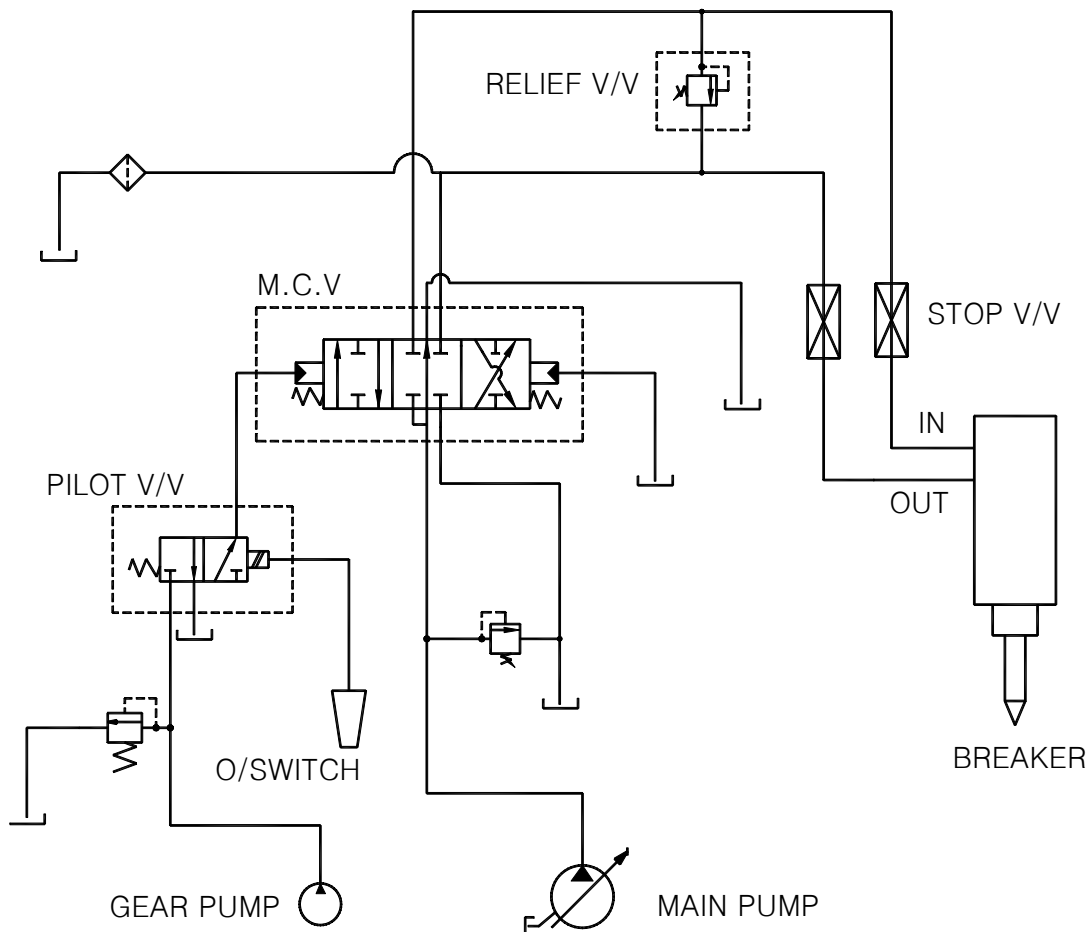 RELIEF V/V
M.C.V
STOP V/V
IN
PILOT V/V
OUT
O/SWITCH
BREAKER
GEAR PUMP
MAIN PUMP